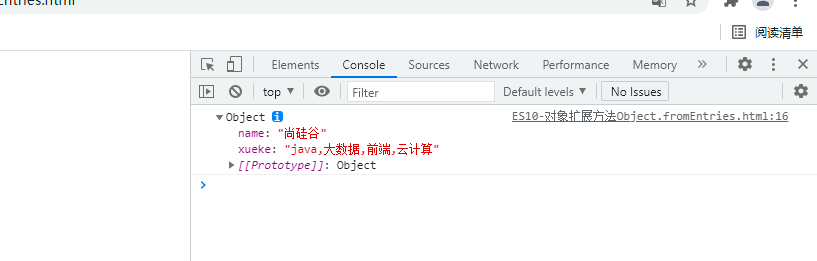 Entries.html
阅读清单
Elements Console Sources Network Performance Memory
top Filter Default levels No Issues
Object ES10-对象扩展方法Object.fromEntries.html:16
name: "尚硅谷"
xueke: "java,大数据,前端,云计算"
[[Prototype]]: Object